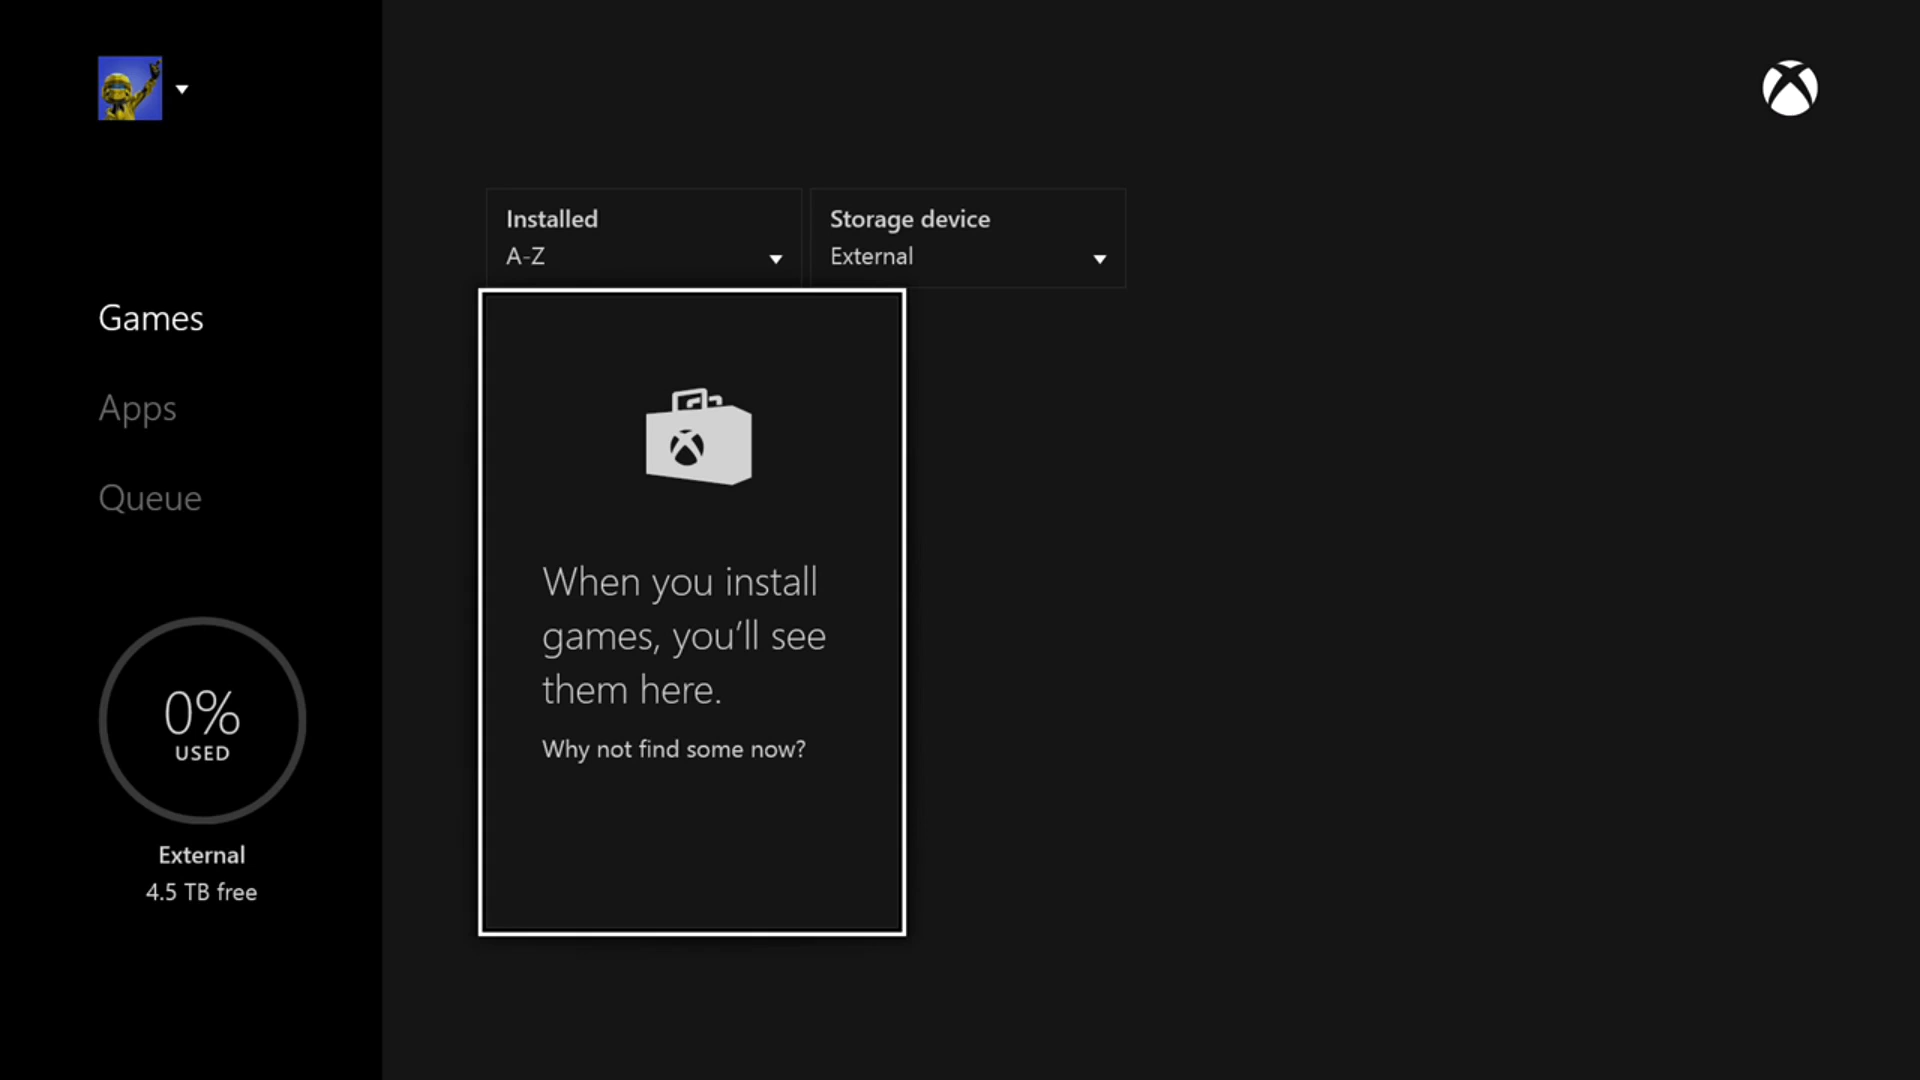 Installed
A-Z
Storage device
External
Games
Apps
Queue
When you install
games, you’ll see
them here.
Why not find some now?
0%
USED
External
4.5 TB free